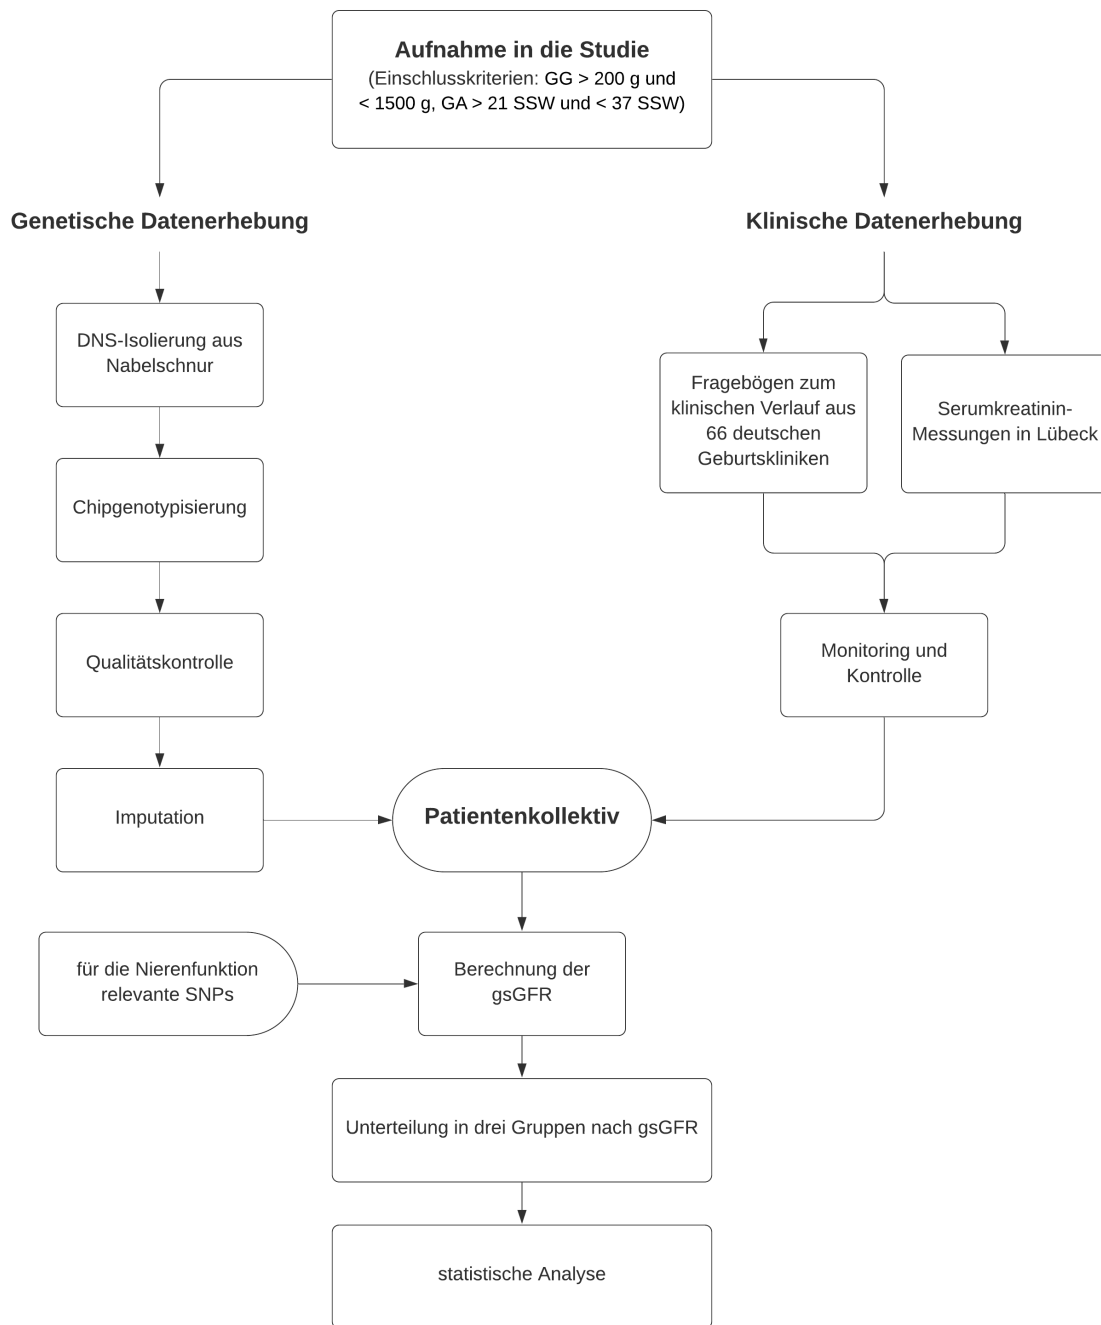 Aufnahme in die Studie
(Einschlusskriterien: GG > 200 g und
< 1500 g, GA > 21 SSW und < 37 SSW)
Genetische Datenerhebung
Klinische Datenerhebung
DNS-Isolierung aus
Nabelschnur
Fragebögen zum
klinischen Verlauf aus
66 deutschen
Geburtskliniken
Serumkreatinin-
Messungen in Lübeck
Chipgenotypisierung
Qualitätskontrolle
Monitoring und
Kontrolle
Imputation
Patientenkollektiv
für die Nierenfunktion
relevante SNPs
Berechnung der
gsGFR
Unterteilung in drei Gruppen nach gsGFR
statistische Analyse